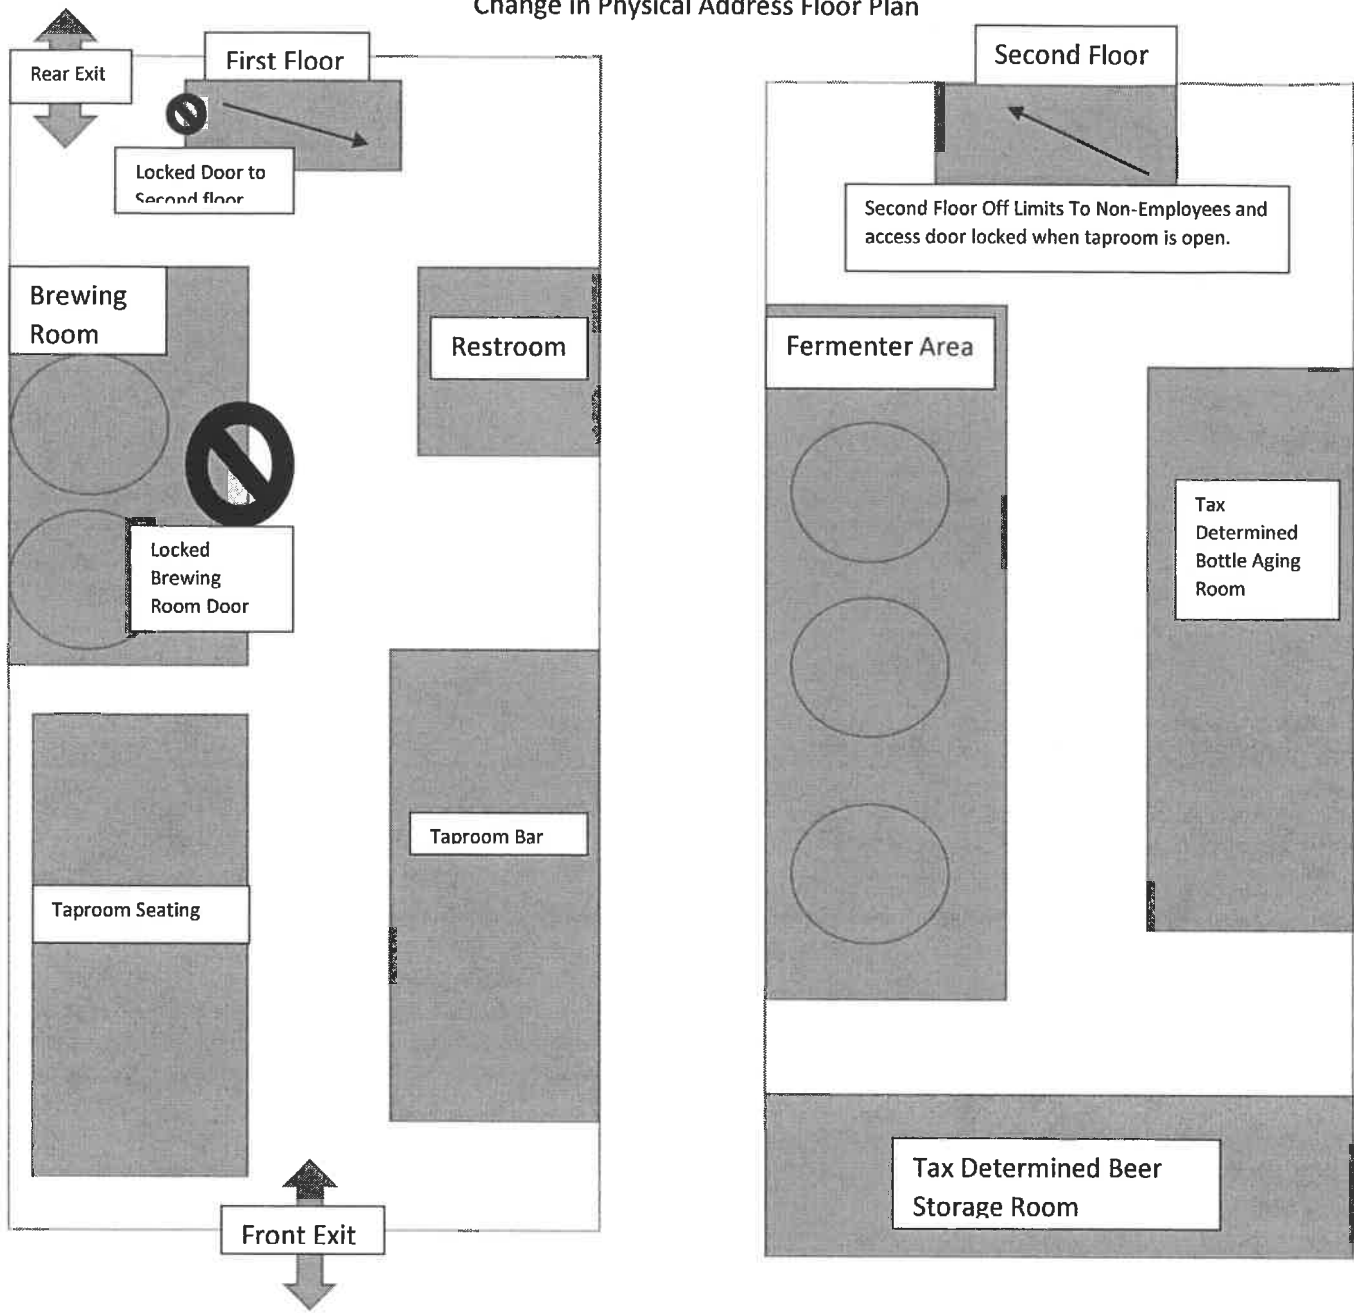 Change in Physical Address Floor Plan
Rear Exit
First Floor
Locked Door to
Second floor
Brewing
Room
Restroom
Locked
Brewing
Room Door
Taproom Bar
Taproom Seating
Front Exit
Second Floor
Second Floor Off Limits To Non-Employees and
access door locked when taproom is open.
Fermenter Area
Tax
Determined
Bottle Aging
Room
Tax Determined Beer
Storage Room